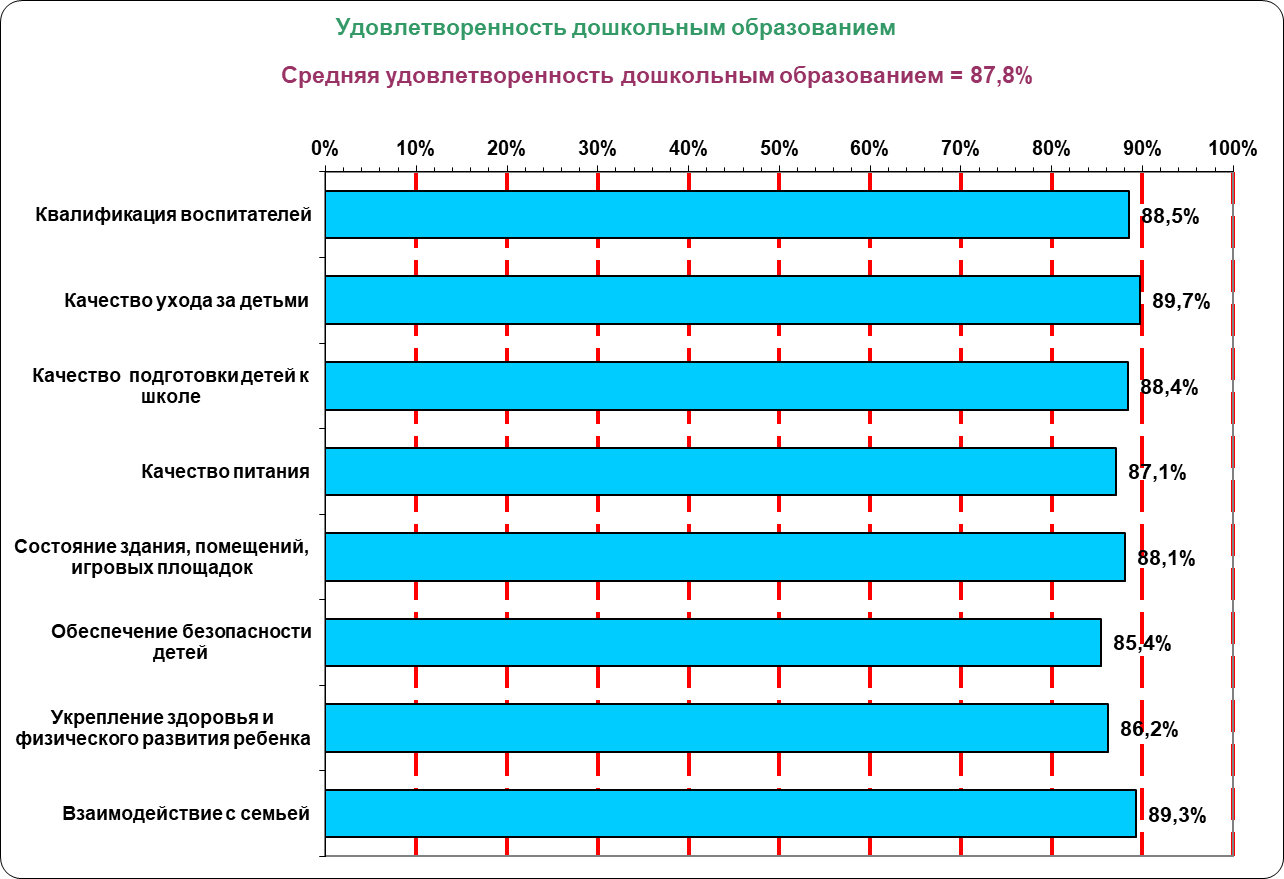 Удовлетворенность дошкольным образованием
Средняя удовлетворенность дошкольным образованием = 87,8%
0% 10% 20% 30% 40% 50% 60% 70% 80% 90% 100%
Квалификация воспитателей 88,5%
Качество ухода за детьми 89,7%
Качество подготовки детей к
школе
88,4%
Качество питания 87,1%
Состояние здания, помещений,
игровых площадок
88,1%
Обеспечение безопасности
детей
85,4%
Укрепление здоровья и
физического развития ребенка
86,2%
Взаимодействие с семьей 89,3%